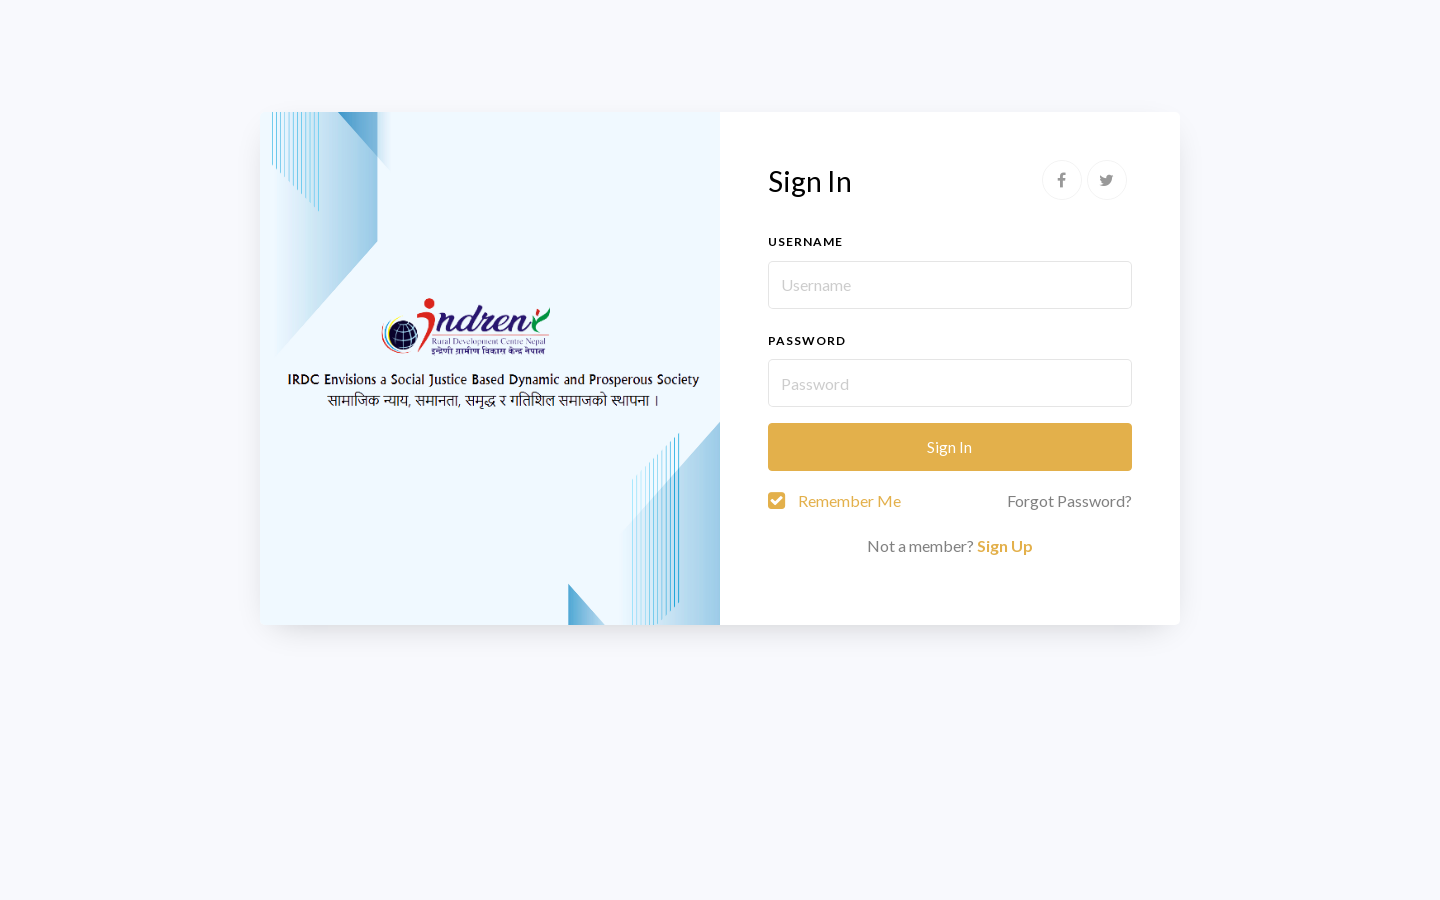 Indreni
Rural Development Centre Nepal
इन्द्रेणी ग्रामीण विकास केन्द्र नेपाल
IRDC Envisions a Social Justice Based Dynamic and Prosperous Society
सामाजिक न्याय, समानता, समृद्ध र गतिशिल समाजको स्थापना ।
Sign In
USERNAME
Username
PASSWORD
Password
Sign In
Remember Me
Forgot Password?
Not a member? Sign Up